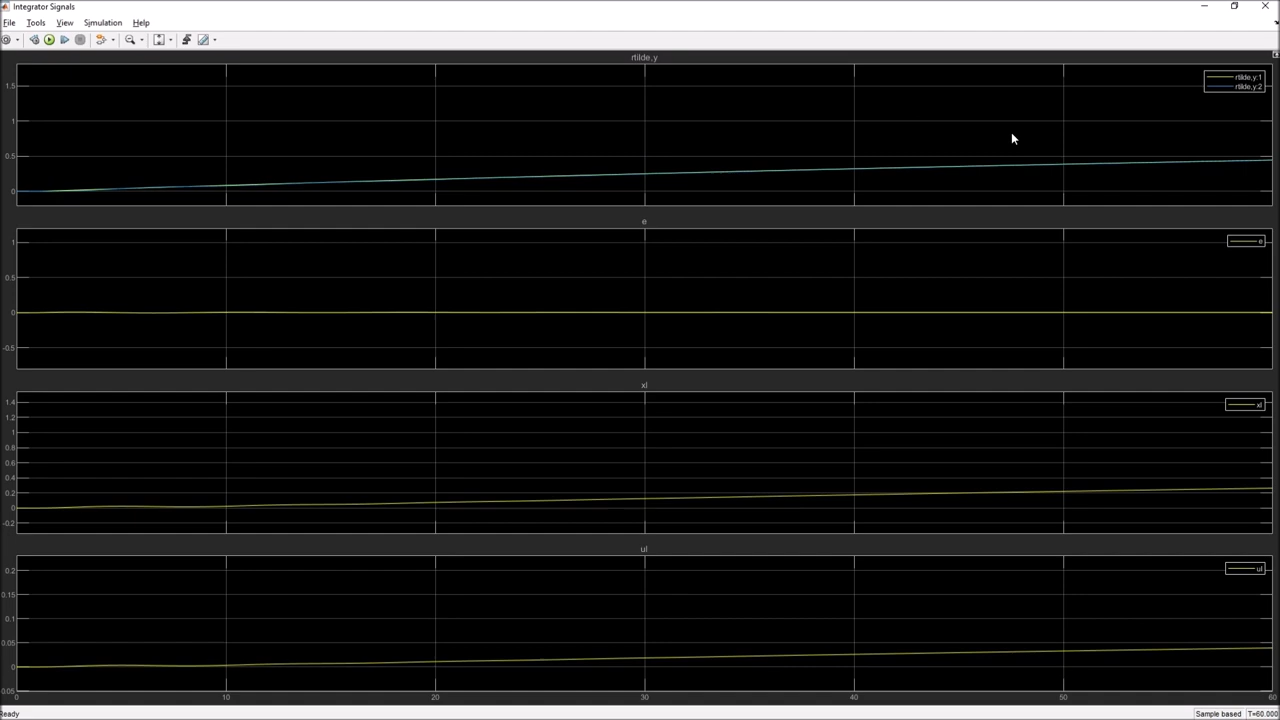 Integrator Signals
File Tools View Simulation Help
rtilde,y
rtilde,y:1
rtilde,y:2
1.5
1
0.5
0
e
e
1
0.5
0
-0.5
xI
xI
1.4
1.2
1
0.8
0.6
0.4
0.2
0
-0.2
uI
uI
0.2
0.15
0.1
0.05
0
0.05
0 10 20 30 40 50 60
Ready Sample based T=60.000